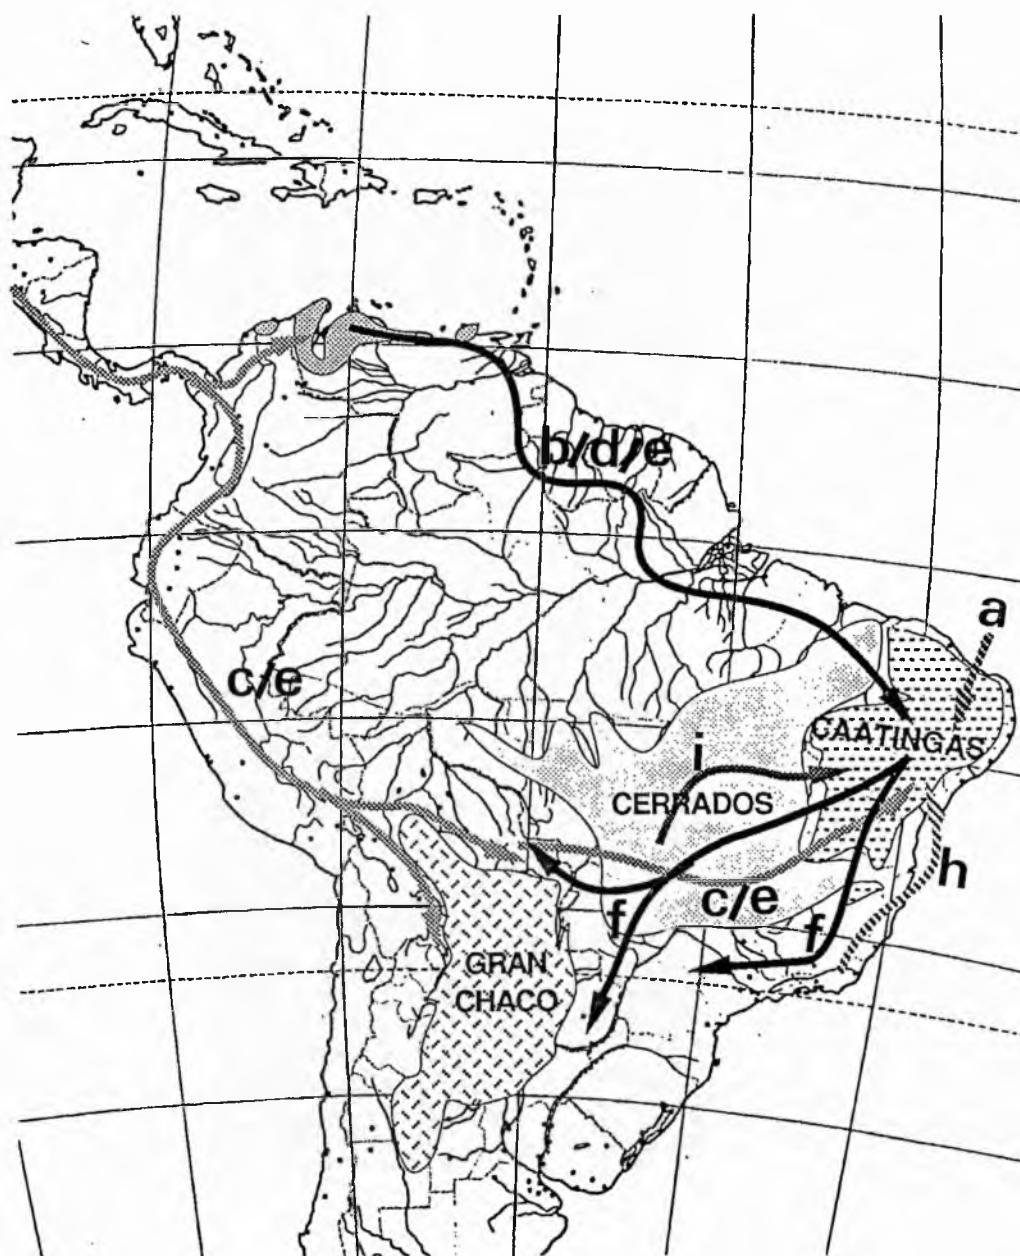 b/d/e
a
c/e
CAATINGAS
i
CERRADOS
h
c/e
f
f
GRAN
CHACO